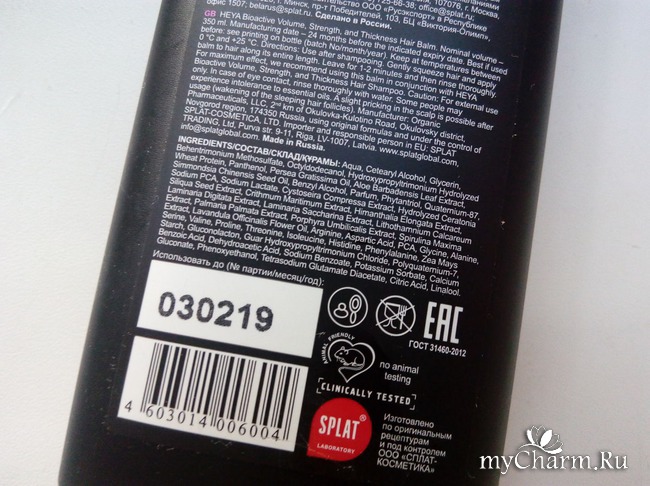 107076, г. Москва,
125-66-38, office@splat.ru.
г. Минск, пр-т Победителей, 103, БЦ «Виктория-Олимп»,
офис 1507; belarus@splat.ru. Сделано в России.
GB HEYA Bioactive Volume, Strength, and Thickness Hair Balm. Nominal volume –
350 ml. Manufacturing date – 24 months before the indicated expiry date. Best if used
before: see printing on bottle (batch No/month/year). Keep at temperatures between
0 °C and +25 °C. Directions: Use after shampooing. Gently squeeze hair and apply
balm to hair along its entire length. Leave for 1-2 minutes and then rinse thoroughly.
For maximum effect, we recommend using this balm in conjunction with HEYA
Bioactive Volume, Strength, and Thickness Hair Shampoo. Caution: For external use
only. In case of eye contact, rinse thoroughly with water. Some people may
experience intolerance to essential oils. A slight pricking in the scalp is possible after
usage (wakening of the sleeping hair follicles). Manufacturer: Organic
Pharmaceuticals, LLC, 2nd km of Okulovka-Kulotino Road, Okulovsky district,
Novgorod region, 174350 Russia, using original formulas and under the control of
SPLAT-COSMETICA, LTD. Importer and responsible person in EU: SPLAT
TRADING, Ltd, Purva str. 9-11, Riga, LV-1007, Latvia. www.splatglobal.com,
info@splatglobal.com. Made in Russia.
INGREDIENTS/СОСТАВ/СКЛАД/ҚҰРАМЫ: Aqua, Cetearyl Alcohol, Glycerin,
Behentrimonium Methosulfate, Octyldodecanol, Hydroxypropyltrimonium Hydrolyzed
Wheat Protein, Panthenol, Persea Gratissima Oil, Aloe Barbadensis Leaf Extract,
Simmondsia Chinensis Seed Oil, Benzyl Alcohol, Parfum, Phytantriol, Quaternium-87,
Sodium PCA, Sodium Lactate, Cystoseira Compressa Extract, Hydrolyzed Ceratonia
Siliqua Seed Extract, Crithmum Maritimum Extract, Himanthalia Elongata Extract,
Laminaria Digitata Extract, Laminaria Saccharina Extract, Lithothamnium Calcareum
Extract, Palmaria Palmata Extract, Porphyra Umbilicalis Extract, Spirulina Maxima
Extract, Lavandula Officinalis Flower Oil, Arginine, Aspartic Acid, PCA, Glycine, Alanine,
Serine, Valine, Proline, Threonine, Isoleucine, Histidine, Phenylalanine, Zea Mays
Starch, Gluconolacton, Guar Hydroxypropyltrimonium Chloride, Polyquaternium-7,
Benzoic Acid, Dehydroacetic Acid, Sodium Benzoate, Potassium Sorbate, Calcium
Gluconate, Phenoxyethanol, Tetrasodium Glutamate Diacetate, Citric Acid, Linalool.
Использовать до (№ партии/месяц/год):
030219
EAC
ГОСТ 31460-2012
ANIMAL FRIENDLY
no animal
testing
CLINICALLY TESTED
4 603014 006004
SPLAT®
LABORATORY
Изготовлено
по оригинальным
рецептурам
и под контролем
ООО «СПЛАТ-
КОСМЕТИКА»
myCharm.Ru